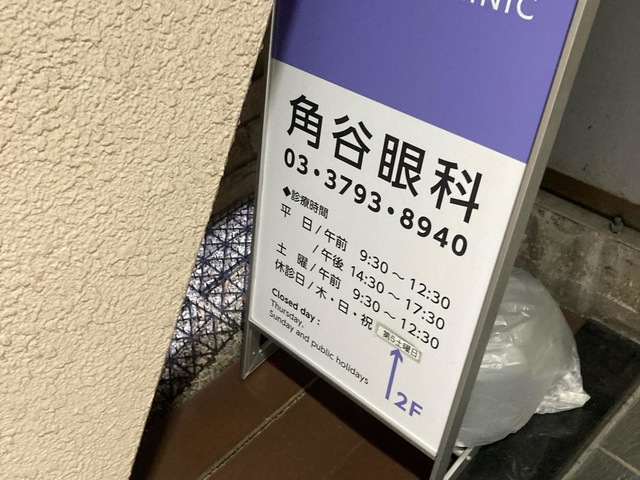 角谷眼科
03・3793・8940
◆診療時間
平 日/午前 9:30～12:30
/午後 14:30～17:30
土 曜/午前 9:30～12:30
休診日/木・日・祝
第5土曜日
Closed day :
Thursday,
Sunday and public holidays
2F